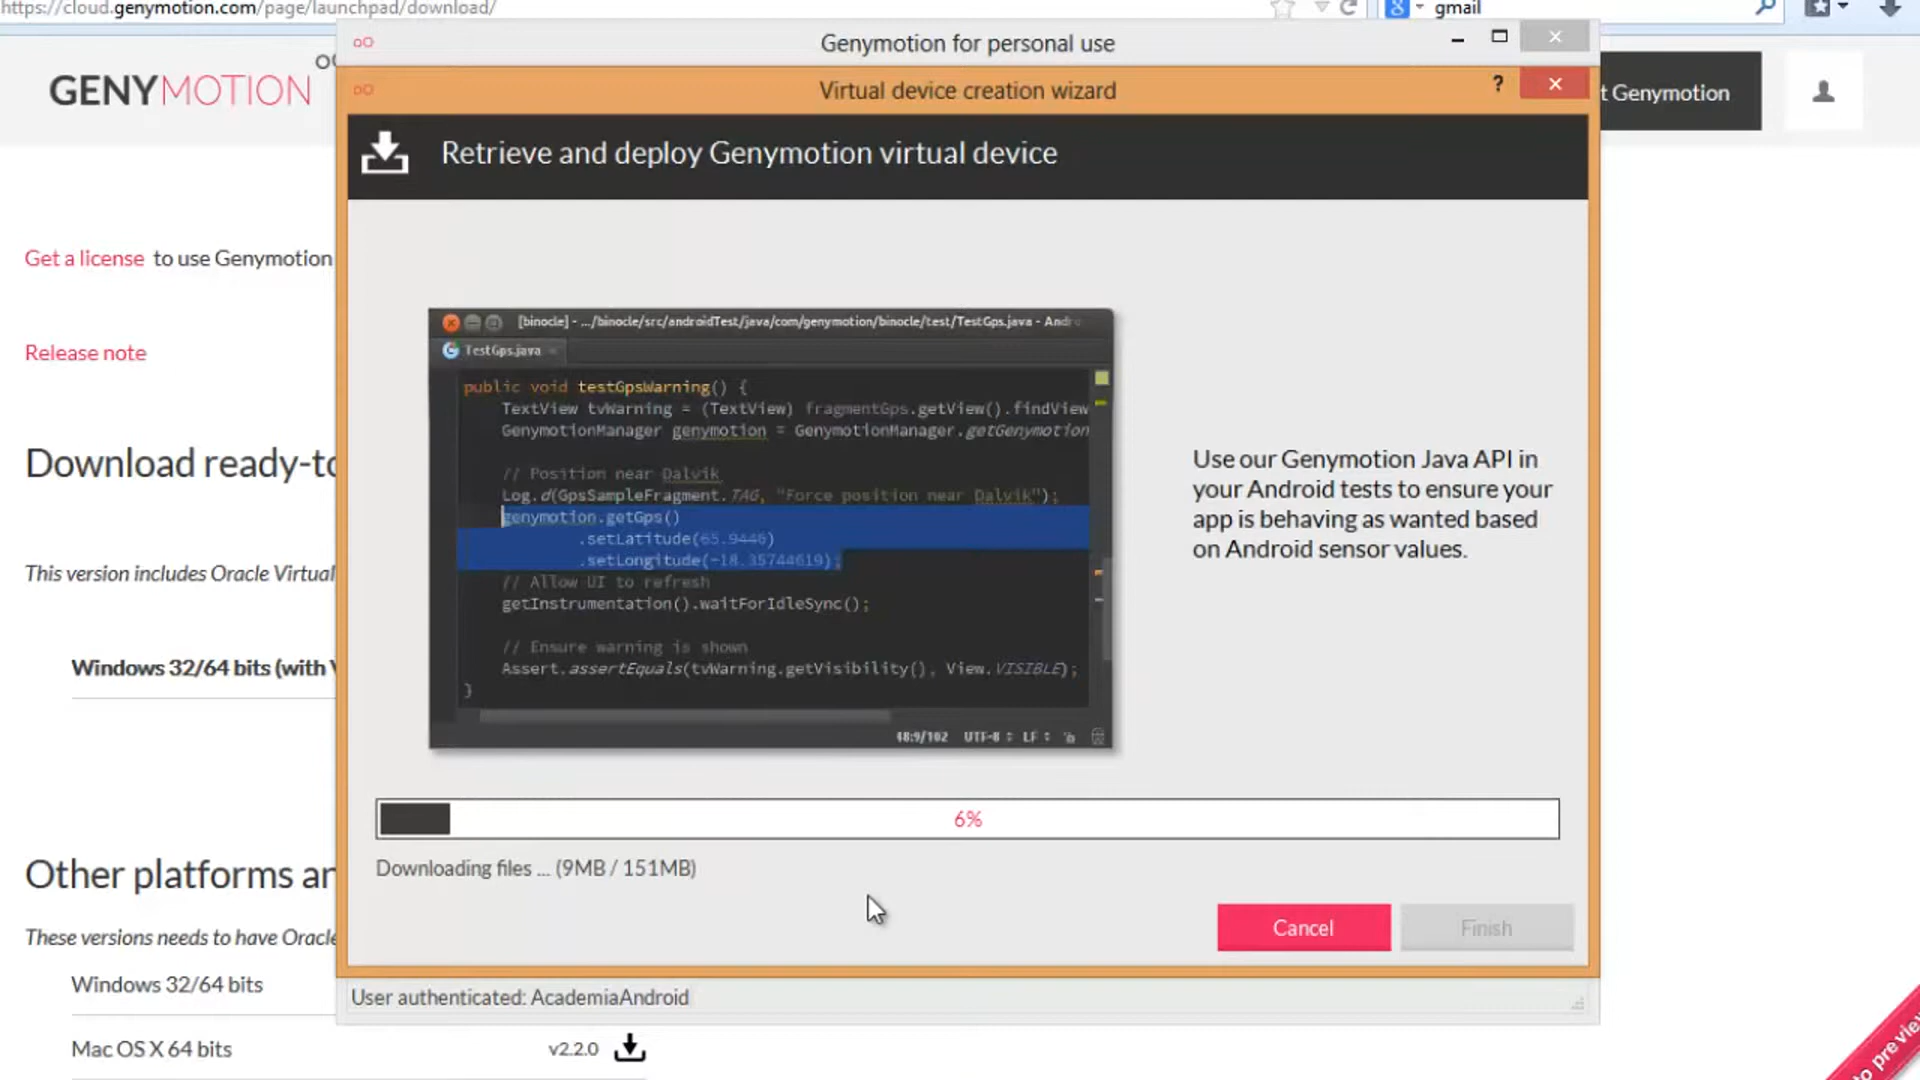 https://cloud.genymotion.com/page/launchpad/download/
gmail
Genymotion for personal use
GENYMOTION
Virtual device creation wizard
?
t Genymotion
Retrieve and deploy Genymotion virtual device
Get a license to use Genymotion
Release note
Download ready-to
This version includes Oracle Virtual
Windows 32/64 bits (with V
[binocle] - .../binocle/src/androidTest/java/com/genymotion/binocle/test/TestGps.java - Andr
TestGps.java
public void testGpsWarning() {
TextView tvWarning = (TextView) fragmentGps.getView().findView
GenymotionManager genymotion = GenymotionManager.getGenymotion
// Position near Dalvik
Log.d(GpsSampleFragment.TAG, "Force position near Dalvik");
genymotion.getGps()
.setLatitude(65.9446)
.setLongitude(-18.35744619);
// Allow UI to refresh
getInstrumentation().waitForIdleSync();
// Ensure warning is shown
Assert.assertEquals(tvWarning.getVisibility(), View.VISIBLE);
}
48:9/102 UTF-8 LF
Use our Genymotion Java API in
your Android tests to ensure your
app is behaving as wanted based
on Android sensor values.
6%
Downloading files ... (9MB / 151MB)
Cancel
Finish
User authenticated: AcademiaAndroid
Other platforms an
These versions needs to have Oracle
Windows 32/64 bits
Mac OS X 64 bits
v2.2.0
to preview